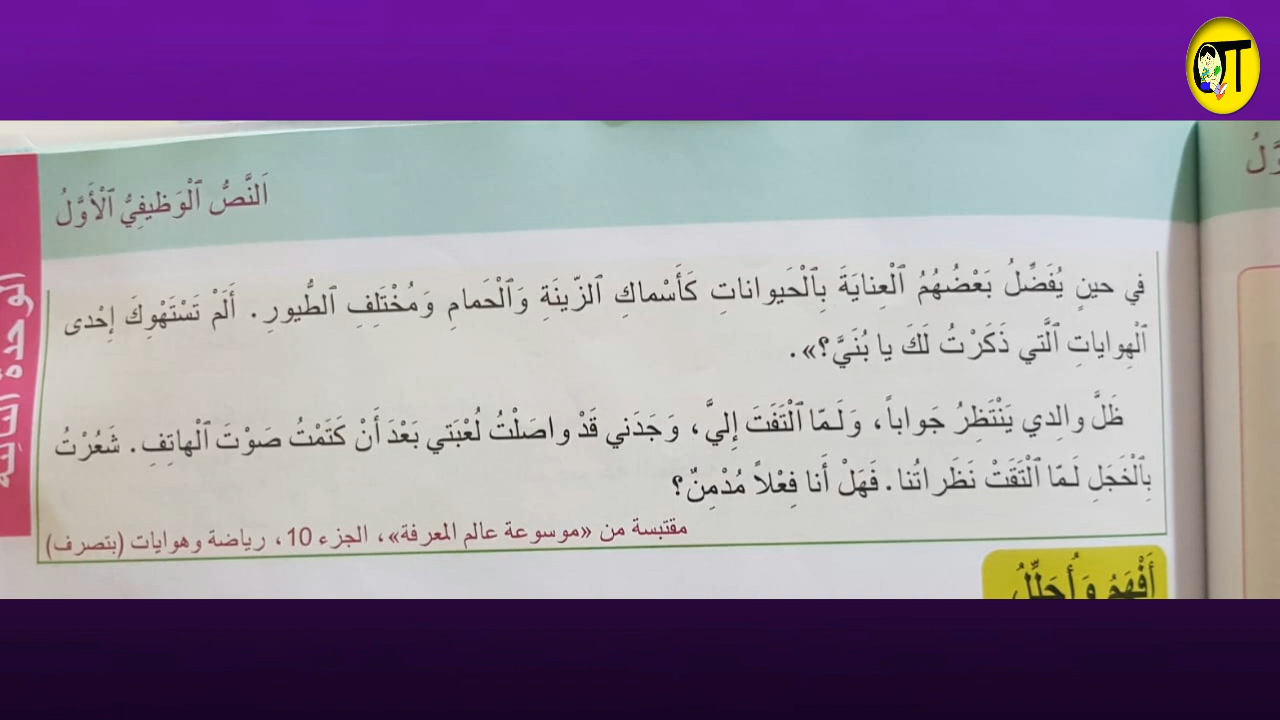 اَلنَّصُّ ٱلْوَظيفِيُّ ٱلْأَوَّلُ
في حينٍ يُفَضِّلُ بَعْضُهُمُ ٱلْعِنايَةَ بِٱلْحَيواناتِ كَأَسْماكِ ٱلزّينَةِ وَٱلْحَمامِ وَمُخْتَلِفِ ٱلطُّيورِ. أَلَمْ تَسْتَهْوِكَ إِحْدى
ٱلْهِواياتِ ٱلَّتي ذَكَرْتُ لَكَ يا بُنَيَّ؟».
ظَلَّ والِدي يَنْتَظِرُ جَواباً، وَلَـمّا ٱلْتَفَتَ إِلَيَّ، وَجَدَني قَدْ واصَلْتُ لُعْبَتي بَعْدَ أَنْ كَتَمْتُ صَوْتَ ٱلْهاتِفِ. شَعُرْتُ
بِٱلْخَجَلِ لَـمّا ٱلْتَقَتْ نَظَراتُنا. فَهَلْ أَنا فِعْلاً مُدْمِنٌ؟
مقتبسة من «موسوعة عالم المعرفة»، الجزء 10، رياضة وهوايات (بتصرف)
أَفْهَمُ وَأُحَلِّلُ